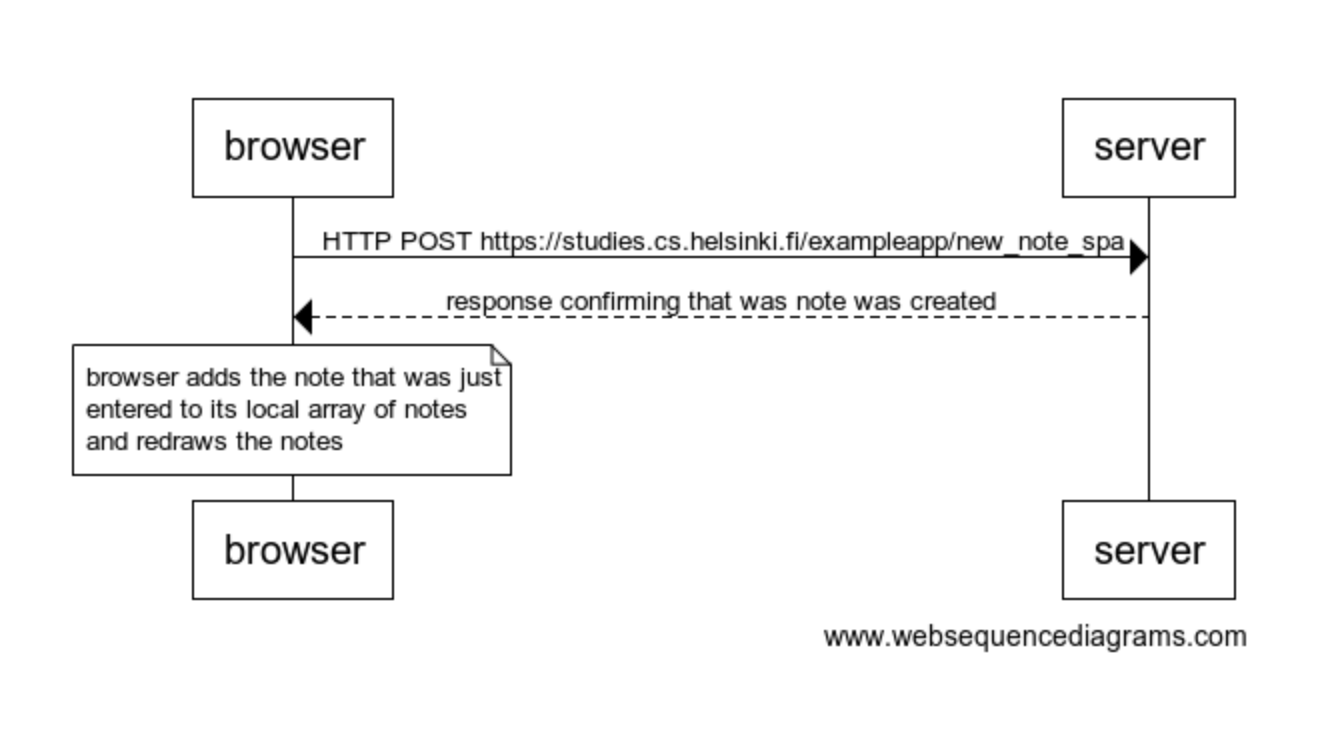 browser
server
HTTP POST https://studies.cs.helsinki.fi/exampleapp/new_note_spa
response confirming that was note was created
browser adds the note that was just
entered to its local array of notes
and redraws the notes
browser
server
www.websequencediagrams.com